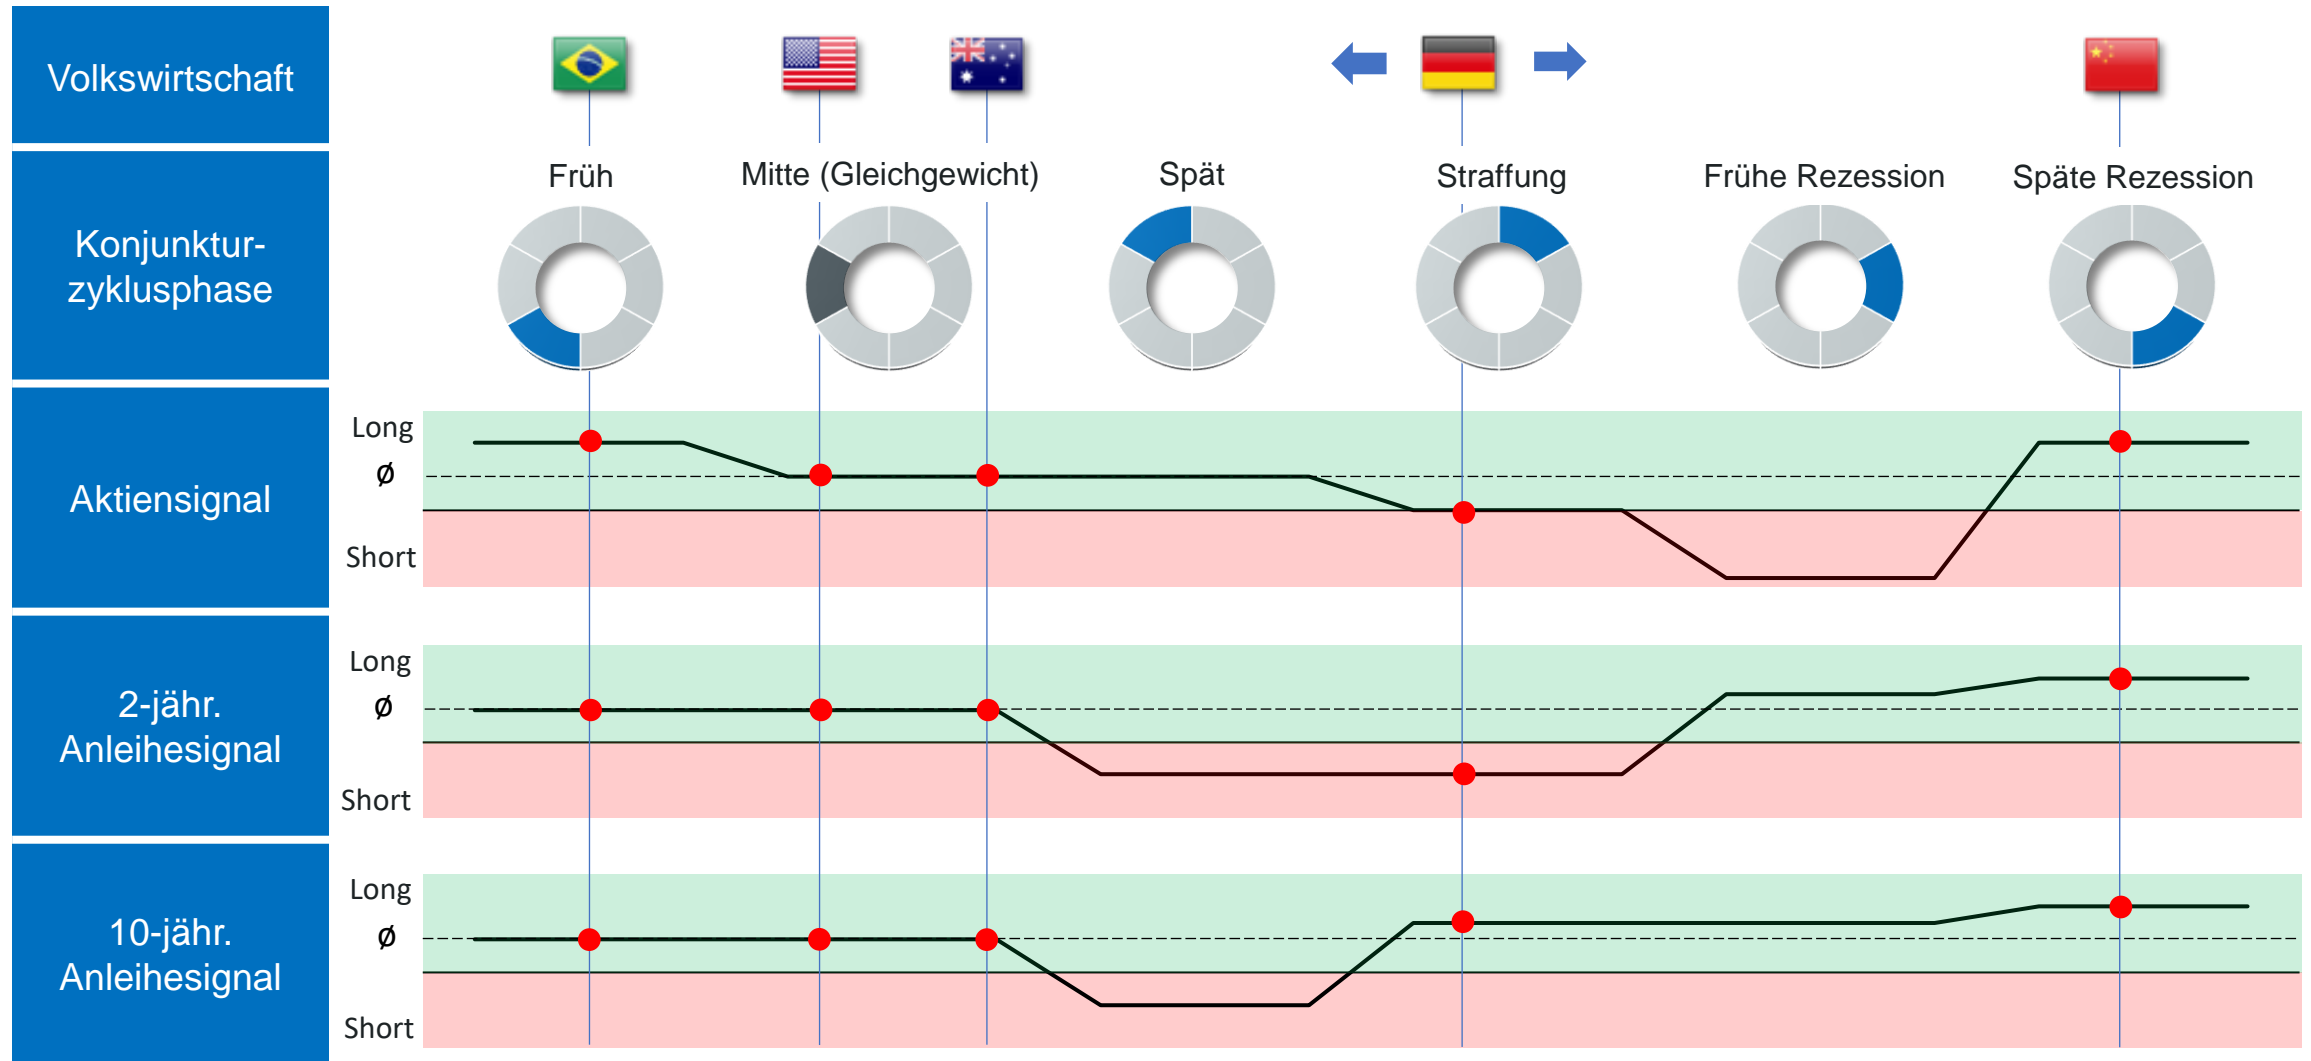 Volkswirtschaft
Konjunktur-
zyklusphase
Früh
Mitte (Gleichgewicht)
Spät
Straffung
Frühe Rezession
Späte Rezession
Aktiensignal
Long
Ø
Short
2-jähr.
Anleihesignal
Long
Ø
Short
10-jähr.
Anleihesignal
Long
Ø
Short